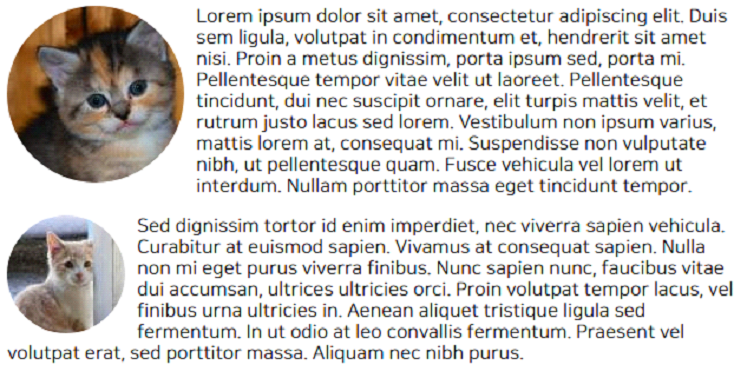 Lorem ipsum dolor sit amet, consectetur adipiscing elit. Duis
sem ligula, volutpat in condimentum et, hendrerit sit amet
nisi. Proin a metus dignissim, porta ipsum sed, porta mi.
Pellentesque tempor vitae velit ut laoreet. Pellentesque
tincidunt, dui nec suscipit ornare, elit turpis mattis velit, et
rutrum justo lacus sed lorem. Vestibulum non ipsum varius,
mattis lorem at, consequat mi. Suspendisse non vulputate
nibh, ut pellentesque quam. Fusce vehicula vel lorem ut
interdum. Nullam porttitor massa eget tincidunt tempor.
Sed dignissim tortor id enim imperdiet, nec viverra sapien vehicula.
Curabitur at euismod sapien. Vivamus at consequat sapien. Nulla
non mi eget purus viverra finibus. Nunc sapien nunc, faucibus vitae
dui accumsan, ultrices ultricies orci. Proin volutpat tempor lacus, vel
finibus urna ultricies in. Aenean aliquet tristique ligula sed
fermentum. In ut odio at leo convallis fermentum. Praesent vel
volutpat erat, sed porttitor massa. Aliquam nec nibh purus.